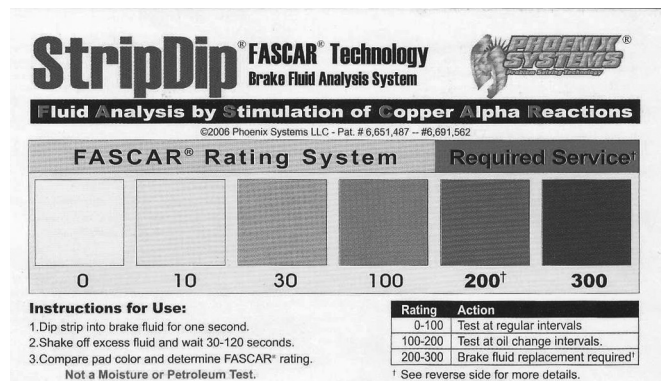 StripDip® FASCAR® Technology
Brake Fluid Analysis System
PHOENIX SYSTEMS®
Problem Solving Technology
Fluid Analysis by Stimulation of Copper Alpha Reactions
©2006 Phoenix Systems LLC - Pat. # 6,651,487 -- #6,691,562
FASCAR® Rating System Required Service†
0 10 30 100 200† 300
Instructions for Use:
1.Dip strip into brake fluid for one second.
2.Shake off excess fluid and wait 30-120 seconds.
3.Compare pad color and determine FASCAR® rating.
Not a Moisture or Petroleum Test.
Rating Action
0-100 Test at regular intervals
100-200 Test at oil change intervals.
200-300 Brake fluid replacement required†
† See reverse side for more details.